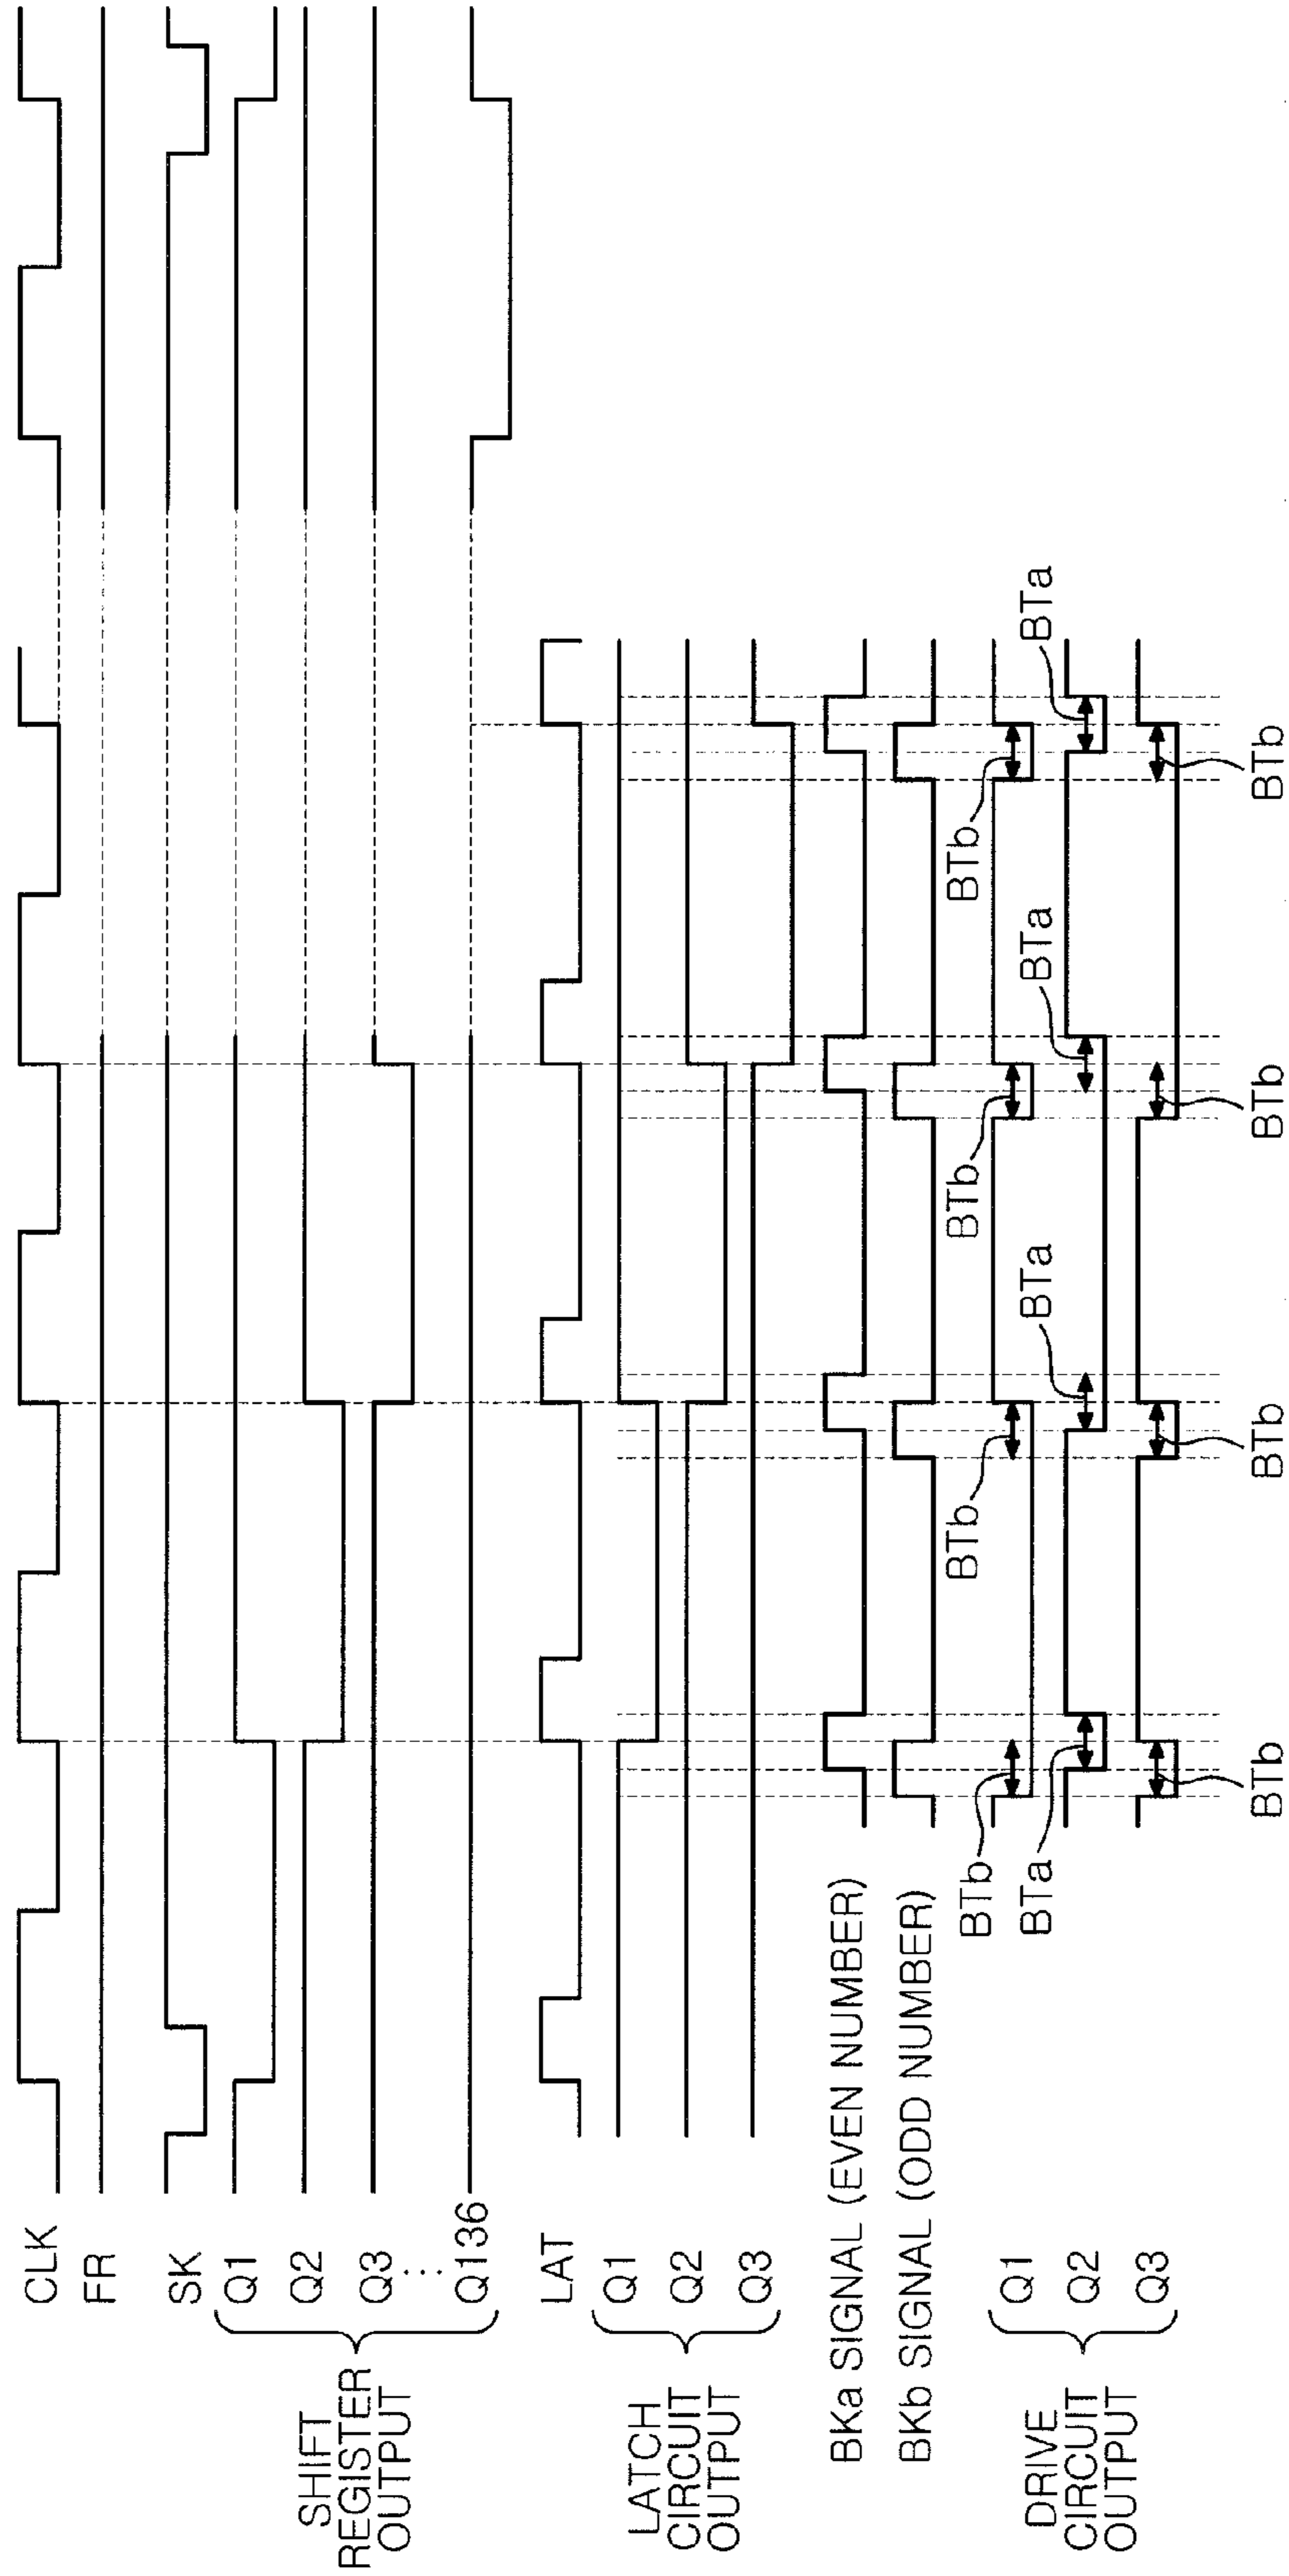 CLK
FR
SK
SHIFT
REGISTER
OUTPUT
Q1
Q2
Q3
⋮
Q136
LAT
LATCH
CIRCUIT
OUTPUT
Q1
Q2
Q3
BKa SIGNAL (EVEN NUMBER)
BKb SIGNAL (ODD NUMBER)
DRIVE
CIRCUIT
OUTPUT
Q1
Q2
Q3
BTb
BTb
BTb
BTb
BTa
BTa
BTa
BTa
BTb
BTb
BTb
BTb